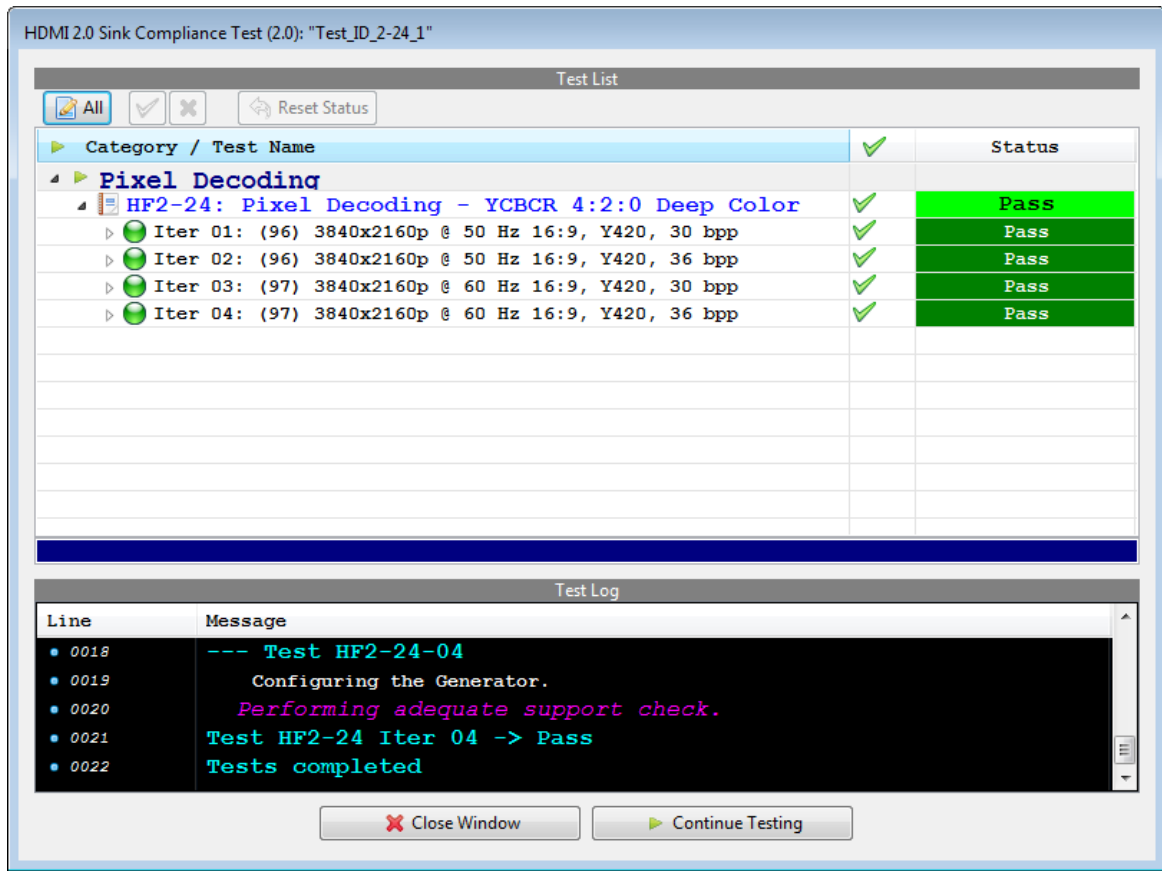 HDMI 2.0 Sink Compliance Test (2.0): "Test_ID_2-24_1"
Test List
All Reset Status
Category / Test Name Status
Pixel Decoding
HF2-24: Pixel Decoding - YCBCR 4:2:0 Deep Color Pass
Iter 01: (96) 3840x2160p @ 50 Hz 16:9, Y420, 30 bpp Pass
Iter 02: (96) 3840x2160p @ 50 Hz 16:9, Y420, 36 bpp Pass
Iter 03: (97) 3840x2160p @ 60 Hz 16:9, Y420, 30 bpp Pass
Iter 04: (97) 3840x2160p @ 60 Hz 16:9, Y420, 36 bpp Pass
Test Log
Line Message
0018 --- Test HF2-24-04
0019 Configuring the Generator.
0020 Performing adequate support check.
0021 Test HF2-24 Iter 04 -> Pass
0022 Tests completed
Close Window Continue Testing